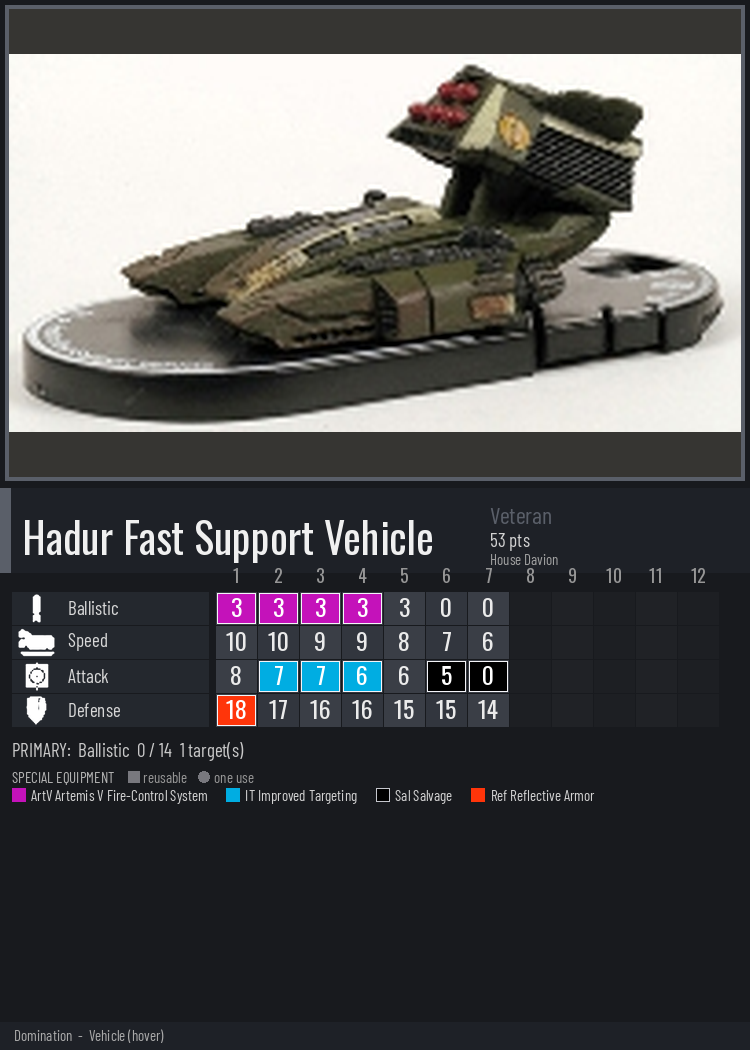 Hadur Fast Support Vehicle
Veteran
53 pts
House Davion
1 2 3 4 5 6 7 8 9 10 11 12
Ballistic 3 3 3 3 3 0 0
Speed 10 10 9 9 8 7 6
Attack 8 7 7 6 6 5 0
Defense 18 17 16 16 15 15 14
PRIMARY: Ballistic 0 / 14 1 target(s)
SPECIAL EQUIPMENT reusable one use
ArtV Artemis V Fire-Control System IT Improved Targeting Sal Salvage Ref Reflective Armor
Domination - Vehicle (hover)